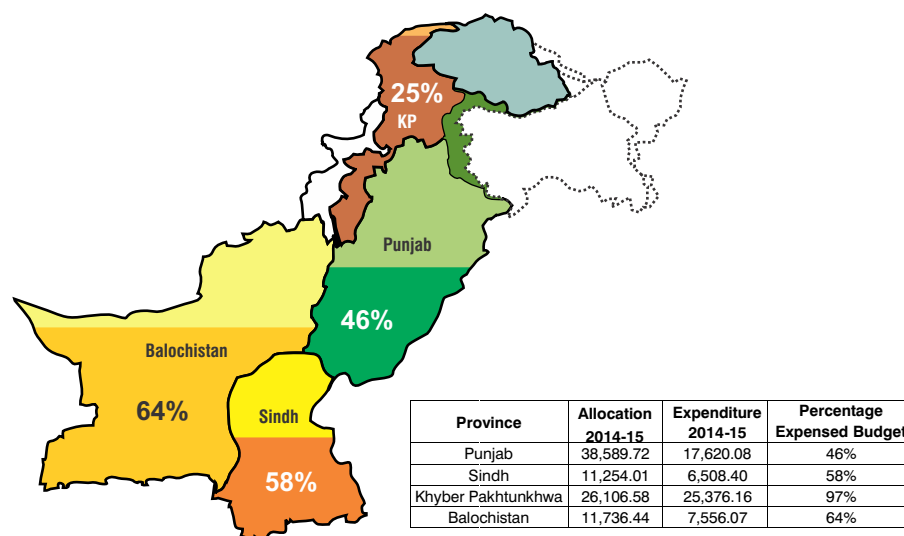 25%
KP
Punjab
46%
Balochistan
64%
Sindh
58%
Province Allocation 2014-15 Expenditure 2014-15 Percentage Expensed Budget
Punjab 38,589.72 17,620.08 46%
Sindh 11,254.01 6,508.40 58%
Khyber Pakhtunkhwa 26,106.58 25,376.16 97%
Balochistan 11,736.44 7,556.07 64%